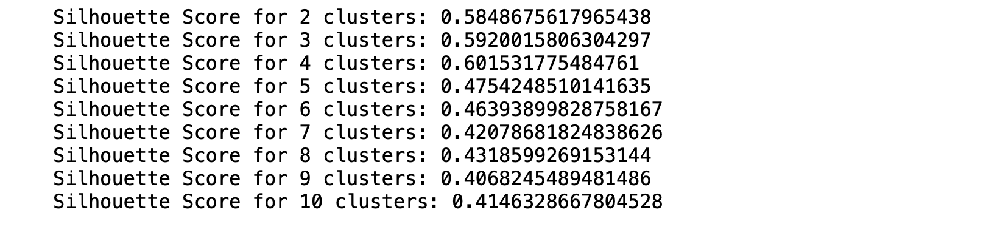 Silhouette Score for 2 clusters: 0.5848675617965438
Silhouette Score for 3 clusters: 0.5920015806304297
Silhouette Score for 4 clusters: 0.601531775484761
Silhouette Score for 5 clusters: 0.4754248510141635
Silhouette Score for 6 clusters: 0.46393899828758167
Silhouette Score for 7 clusters: 0.42078681824838626
Silhouette Score for 8 clusters: 0.4318599269153144
Silhouette Score for 9 clusters: 0.4068245489481486
Silhouette Score for 10 clusters: 0.4146328667804528